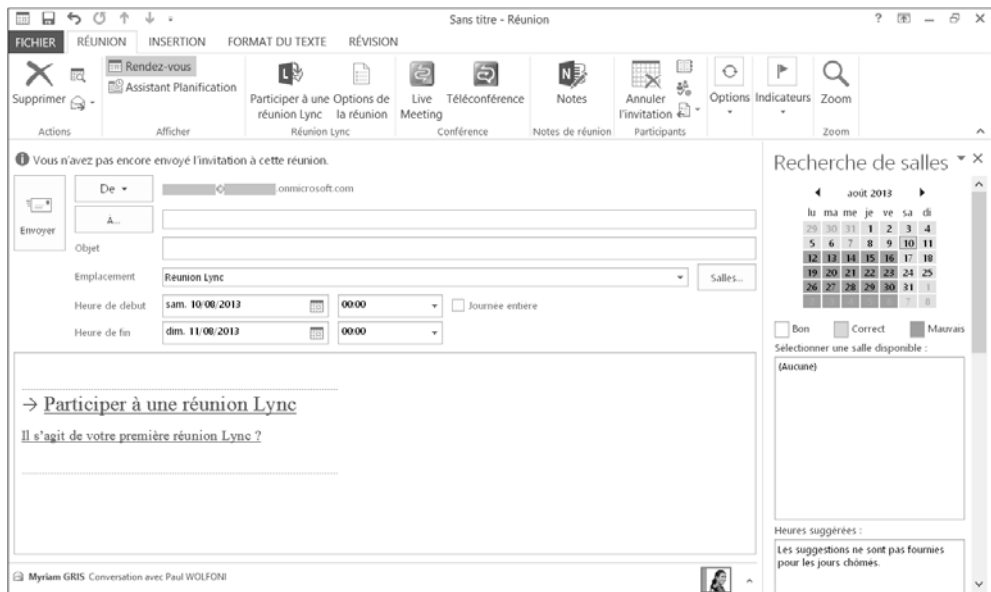 Sans titre - Réunion
FICHIER RÉUNION INSERTION FORMAT DU TEXTE RÉVISION
Supprimer
Actions
Rendez-vous
Assistant Planification
Afficher
Participer à une réunion Lync
Options de la réunion
Réunion Lync
Live Meeting
Téléconférence
Conférence
Notes
Notes de réunion
Annuler l'invitation
Participants
Options
Indicateurs
Zoom
Zoom
Vous n'avez pas encore envoyé l'invitation à cette réunion.
Envoyer
De
.onmicrosoft.com
À...
Objet
Emplacement Réunion Lync Salles...
Heure de début sam. 10/08/2013 00:00 Journée entière
Heure de fin dim. 11/08/2013 00:00
→ Participer à une réunion Lync
Il s'agit de votre première réunion Lync ?
Myriam GRIS Conversation avec Paul WOLFONI
Recherche de salles
août 2013
lu ma me je ve sa di
29 30 31 1 2 3 4
5 6 7 8 9 10 11
12 13 14 15 16 17 18
19 20 21 22 23 24 25
26 27 28 29 30 31 1
7 8
Bon Correct Mauvais
Sélectionner une salle disponible :
(Aucune)
Heures suggérées :
Les suggestions ne sont pas fournies
pour les jours chômés.